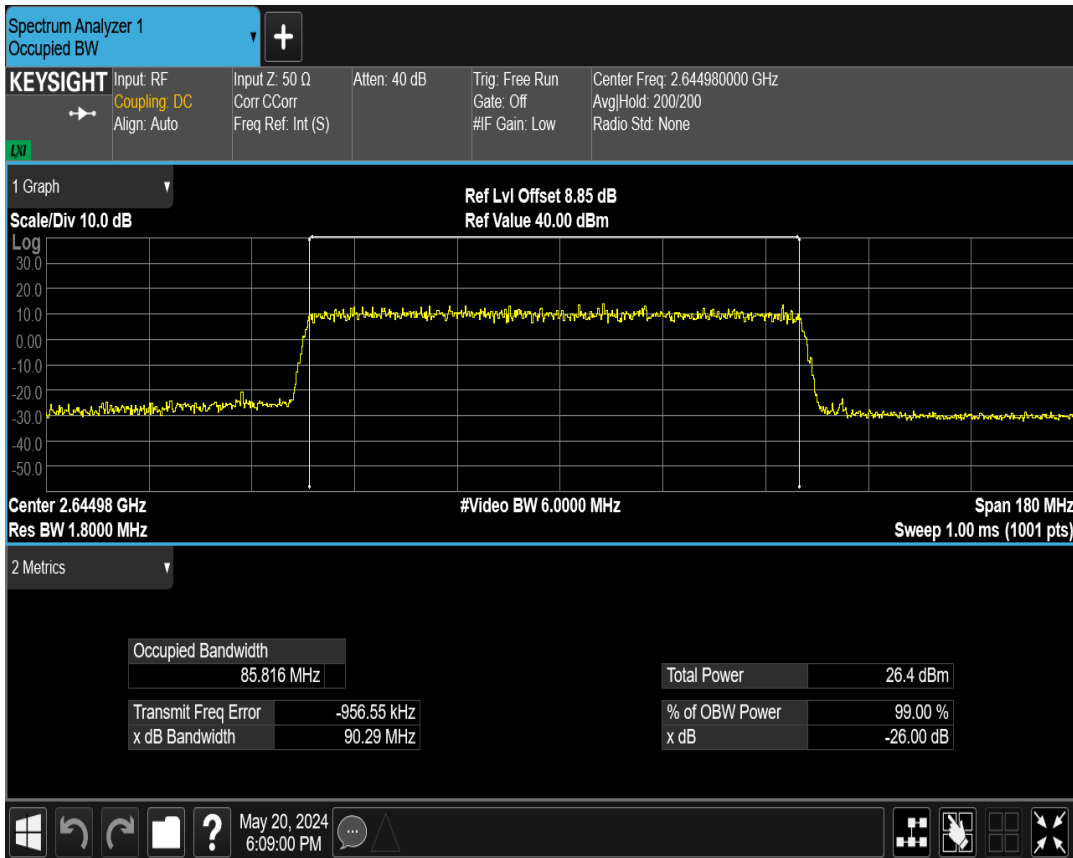 Spectrum Analyzer 1
Occupied BW
+
KEYSIGHT
LXI
Input: RF
Coupling: DC
Align: Auto
Input Z: 50 Ω
Corr CCorr
Freq Ref: Int (S)
Atten: 40 dB
Trig: Free Run
Gate: Off
#IF Gain: Low
Center Freq: 2.644980000 GHz
Avg|Hold: 200/200
Radio Std: None
1 Graph
Scale/Div 10.0 dB
Ref Lvl Offset 8.85 dB
Ref Value 40.00 dBm
Log
30.0
20.0
10.0
0.00
-10.0
-20.0
-30.0
-40.0
-50.0
Center 2.64498 GHz
#Video BW 6.0000 MHz
Span 180 MHz
Res BW 1.8000 MHz
Sweep 1.00 ms (1001 pts)
2 Metrics
Occupied Bandwidth
85.816 MHz
Total Power 26.4 dBm
Transmit Freq Error -956.55 kHz
% of OBW Power 99.00 %
x dB Bandwidth 90.29 MHz
x dB -26.00 dB
?
May 20, 2024
6:09:00 PM